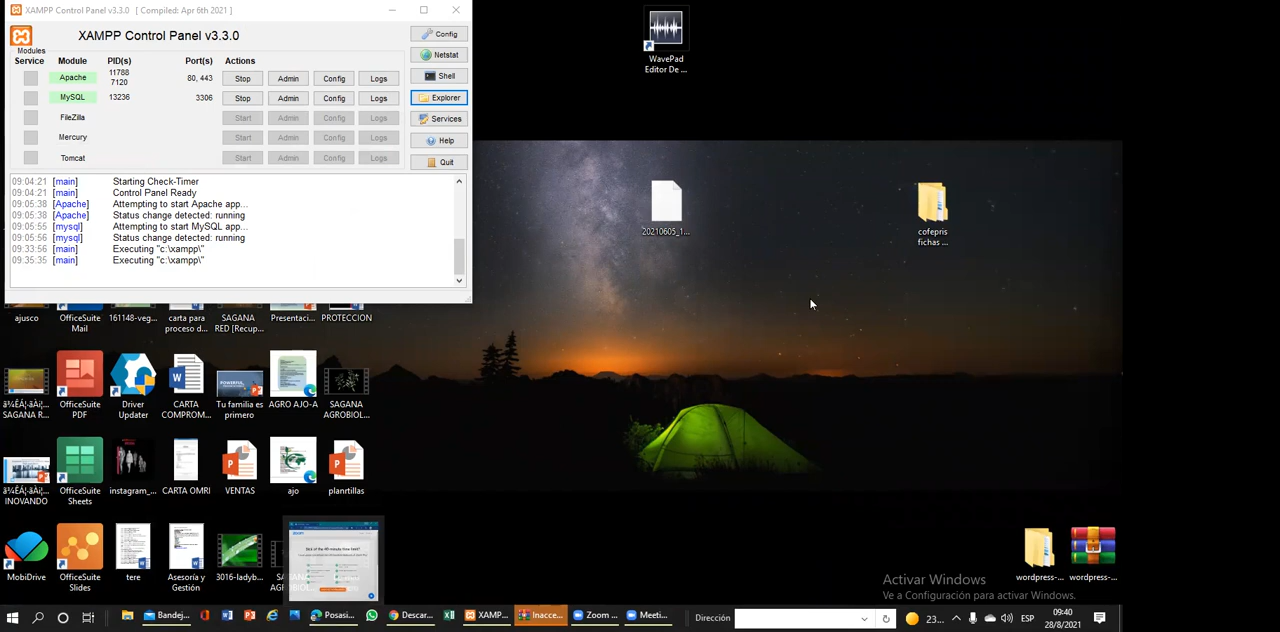 XAMPP Control Panel v3.3.0 [ Compiled: Apr 6th 2021 ]
XAMPP Control Panel v3.3.0
Modules
Service Module PID(s) Port(s) Actions
Apache 11788 7120 80, 443 Stop Admin Config Logs
MySQL 13236 3306 Stop Admin Config Logs
FileZilla Start Admin Config Logs
Mercury Start Admin Config Logs
Tomcat Start Admin Config Logs
Config
Netstat
Shell
Explorer
Services
Help
Quit
09:04:21 [main] Starting Check-Timer
09:04:21 [main] Control Panel Ready
09:05:38 [Apache] Attempting to start Apache app...
09:05:38 [Apache] Status change detected: running
09:05:55 [mysql] Attempting to start MySQL app...
09:05:56 [mysql] Status change detected: running
09:33:56 [main] Executing "c:\xampp\"
09:35:35 [main] Executing "c:\xampp\"
WavePad
Editor De ...
20210605_1...
cofepris
fichas ...
ajusco
OfficeSuite
Mail
161148-veg...
carta para
proceso d...
SAGANA
RED [Recup...
Presentaci...
PROTECCION
SAGANA R...
OfficeSuite
PDF
Driver
Updater
CARTA
COMPROM...
Tu familia es
primero
AGRO AJO-A
SAGANA
AGROBIOL...
INOVANDO
OfficeSuite
Sheets
instagram_...
CARTA OMRI
VENTAS
ajo
planrtillas
MobiDrive
OfficeSuite
Slides
tere
Asesoría y
Gestión
3016-ladyb...
wordpress-...
wordpress-...
Activar Windows
Ve a Configuración para activar Windows.
Bandej...
Posasi...
Descar...
XAMP...
Inacce...
Zoom ...
Meeti...
Dirección
23...
ESP
09:40
28/8/2021